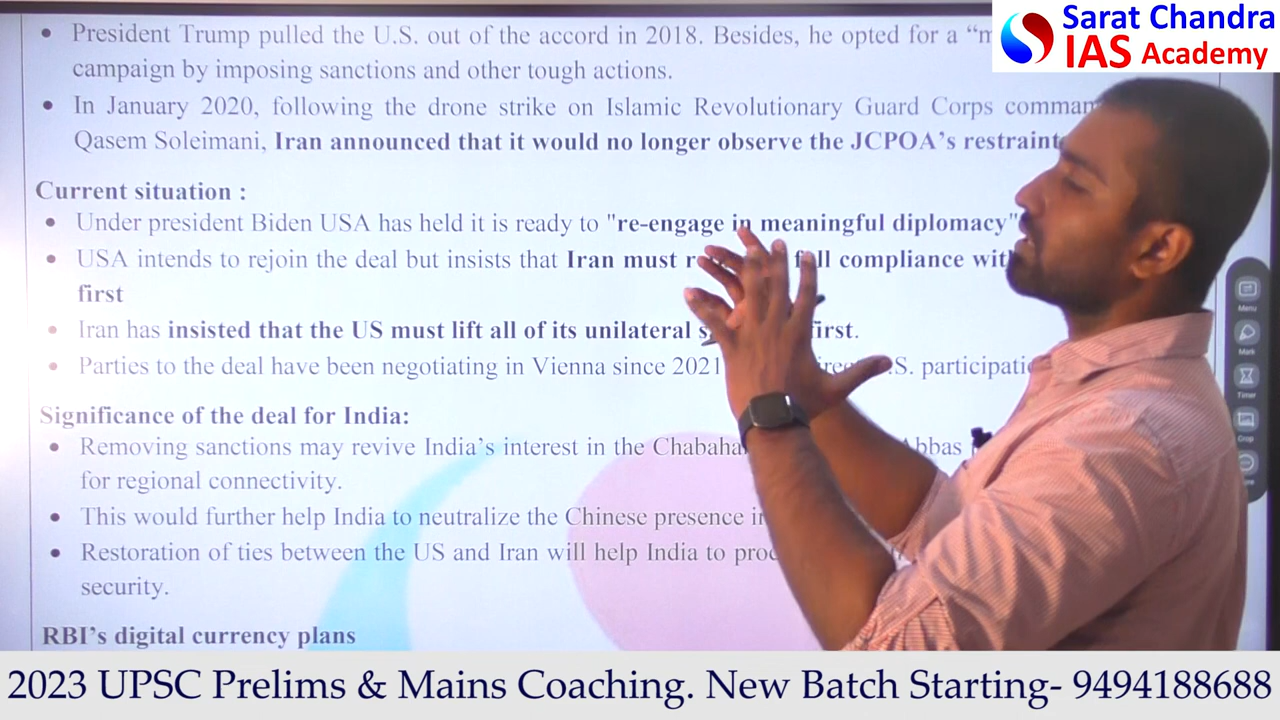 Sarat Chandra
IAS Academy
President Trump pulled the U.S. out of the accord in 2018. Besides, he opted for a
campaign by imposing sanctions and other tough actions.
In January 2020, following the drone strike on Islamic Revolutionary Guard Corps
Qasem Soleimani, Iran announced that it would no longer observe the JCPOA's
Current situation :
Under president Biden USA has held it is ready to "re-engage in meaningful diplomacy"
USA intends to rejoin the deal but insists that Iran must full compliance
first
Iran has insisted that the US must lift all of its unilateral first.
Parties to the deal have been negotiating in Vienna since 2021 U.S.
Significance of the deal for India:
Removing sanctions may revive India's interest in the
for regional connectivity.
This would further help India to neutralize the Chinese presence
Restoration of ties between the US and Iran will help India to
security.
RBI's digital currency plans
Menu
Mark
Timer
Crop
2023 UPSC Prelims & Mains Coaching. New Batch Starting- 9494188688